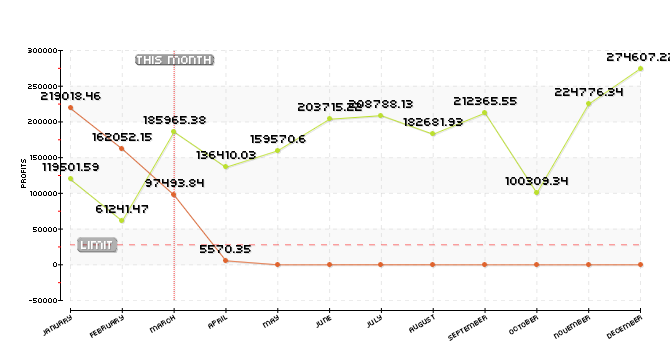 300000
THIS MONTH
274607.22
250000
219018.46
224776.34
203715.22
208788.13
212365.55
200000
185965.38
182681.93
162052.15
159570.6
150000
136410.03
119501.59
PROFITS
97493.84
100309.34
100000
61241.47
50000
LIMIT
5570.35
0
-50000
JANUARY
FEBRUARY
MARCH
APRIL
MAY
JUNE
JULY
AUGUST
SEPTEMBER
OCTOBER
NOVEMBER
DECEMBER